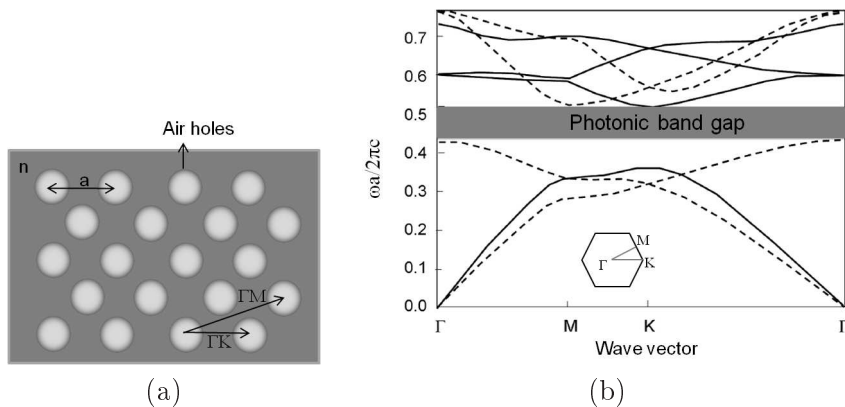 Air holes
n
a
ΓM
ΓK
(a)
ωa/2πc
0.7
0.6
0.5
0.4
0.3
0.2
0.1
0.0
Photonic band gap
M
Γ
K
Γ
M
K
Γ
Wave vector
(b)